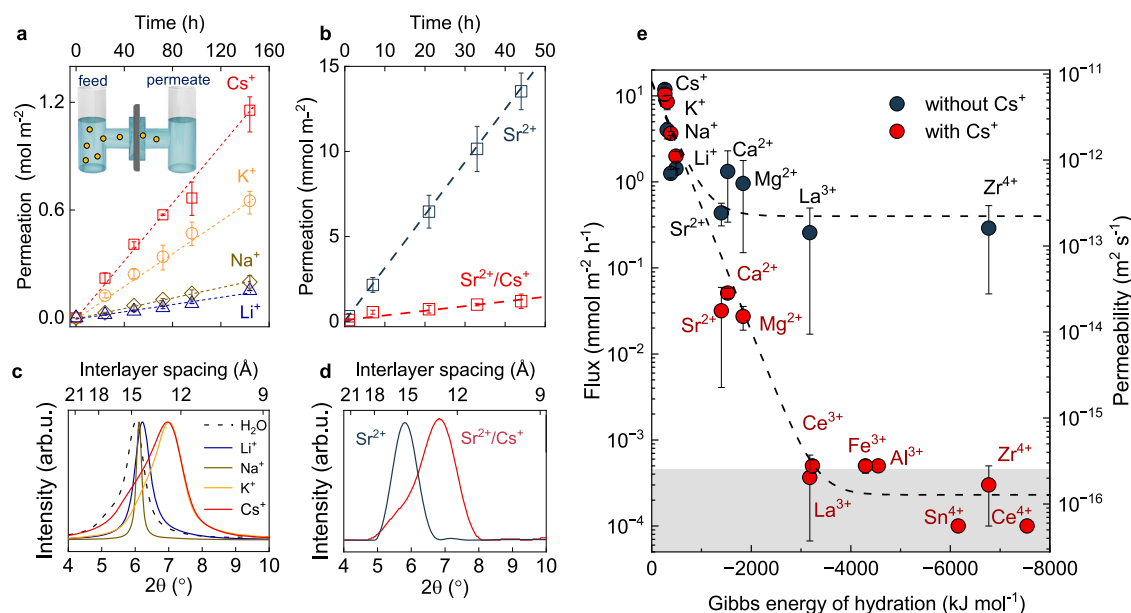 a
Time (h)
0 40 80 120 160
feed
permeate
Cs⁺
K⁺
Na⁺
Li⁺
1.2
0.6
0.0
Permeation (mol m⁻²)
b
Time (h)
0 10 20 30 40 50
15
10
5
0
Permeation (mmol m⁻²)
Sr²⁺
Sr²⁺/Cs⁺
c
Interlayer spacing (Å)
21 18 15 12 9
H₂O
Li⁺
Na⁺
K⁺
Cs⁺
Intensity (arb.u.)
4 5 6 7 8 9 10
2θ (°)
d
Interlayer spacing (Å)
21 18 15 12 9
Sr²⁺
Sr²⁺/Cs⁺
Intensity (arb.u.)
4 5 6 7 8 9 10
2θ (°)
e
without Cs⁺
with Cs⁺
Cs⁺
K⁺
Na⁺
Li⁺
Ca²⁺
Mg²⁺
Sr²⁺
La³⁺
Zr⁴⁺
Ca²⁺
Sr²⁺
Mg²⁺
Ce³⁺
Fe³⁺
Al³⁺
La³⁺
Zr⁴⁺
Sn⁴⁺
Ce⁴⁺
10¹
10⁰
10⁻¹
10⁻²
10⁻³
10⁻⁴
Flux (mmol m⁻² h⁻¹)
10⁻¹¹
10⁻¹²
10⁻¹³
10⁻¹⁴
10⁻¹⁵
10⁻¹⁶
Permeability (m² s⁻¹)
0 −2000 −4000 −6000 −8000
Gibbs energy of hydration (kJ mol⁻¹)